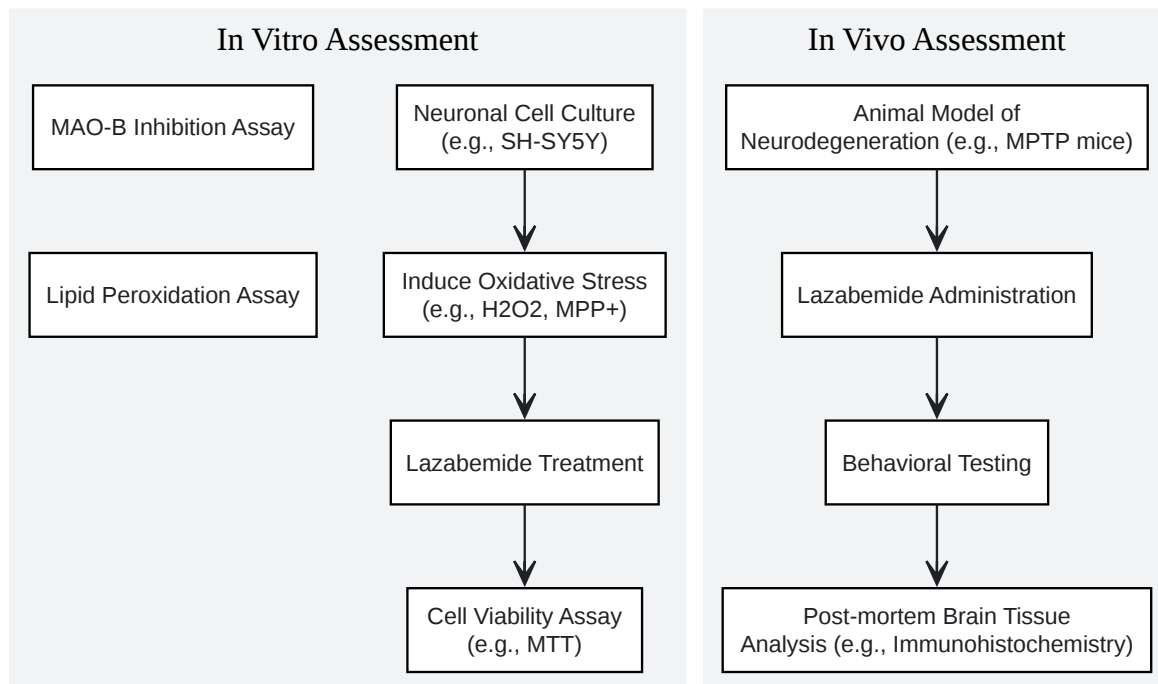 In Vitro Assessment
MAO-B Inhibition Assay
Lipid Peroxidation Assay
Neuronal Cell Culture
(e.g., SH-SY5Y)
Induce Oxidative Stress
(e.g., H2O2, MPP+)
Lazabemide Treatment
Cell Viability Assay
(e.g., MTT)
In Vivo Assessment
Animal Model of
Neurodegeneration (e.g., MPTP mice)
Lazabemide Administration
Behavioral Testing
Post-mortem Brain Tissue
Analysis (e.g., Immunohistochemistry)